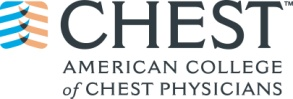 CHEST™
AMERICAN COLLEGE
of CHEST PHYSICIANS